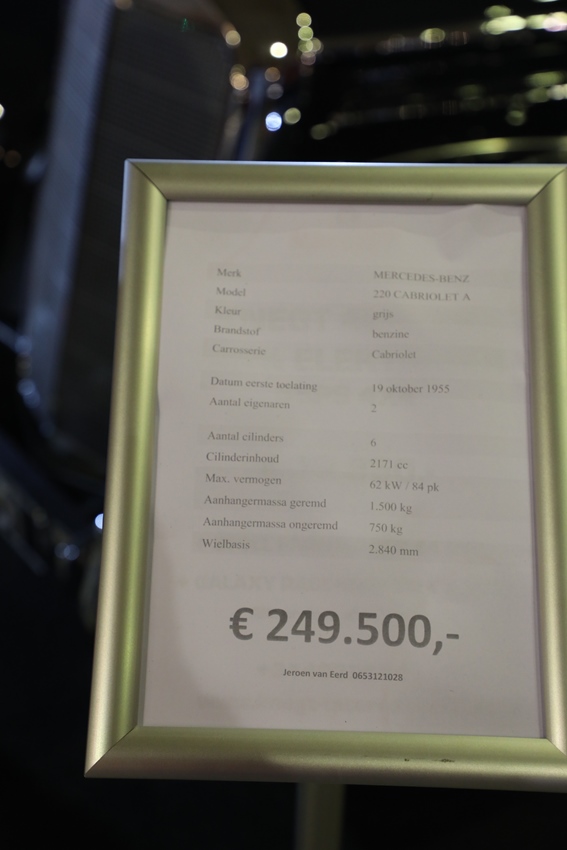 Merk MERCEDES-BENZ
Model 220 CABRIOLET A
Kleur grijs
Brandstof benzine
Carrosserie Cabriolet
Datum eerste toelating 19 oktober 1955
Aantal eigenaren 2
Aantal cilinders 6
Cilinderinhoud 2171 cc
Max. vermogen 62 kW / 84 pk
Aanhangermassa geremd 1.500 kg
Aanhangermassa ongeremd 750 kg
Wielbasis 2.840 mm
€ 249.500,-
Jeroen van Eerd 0653121028